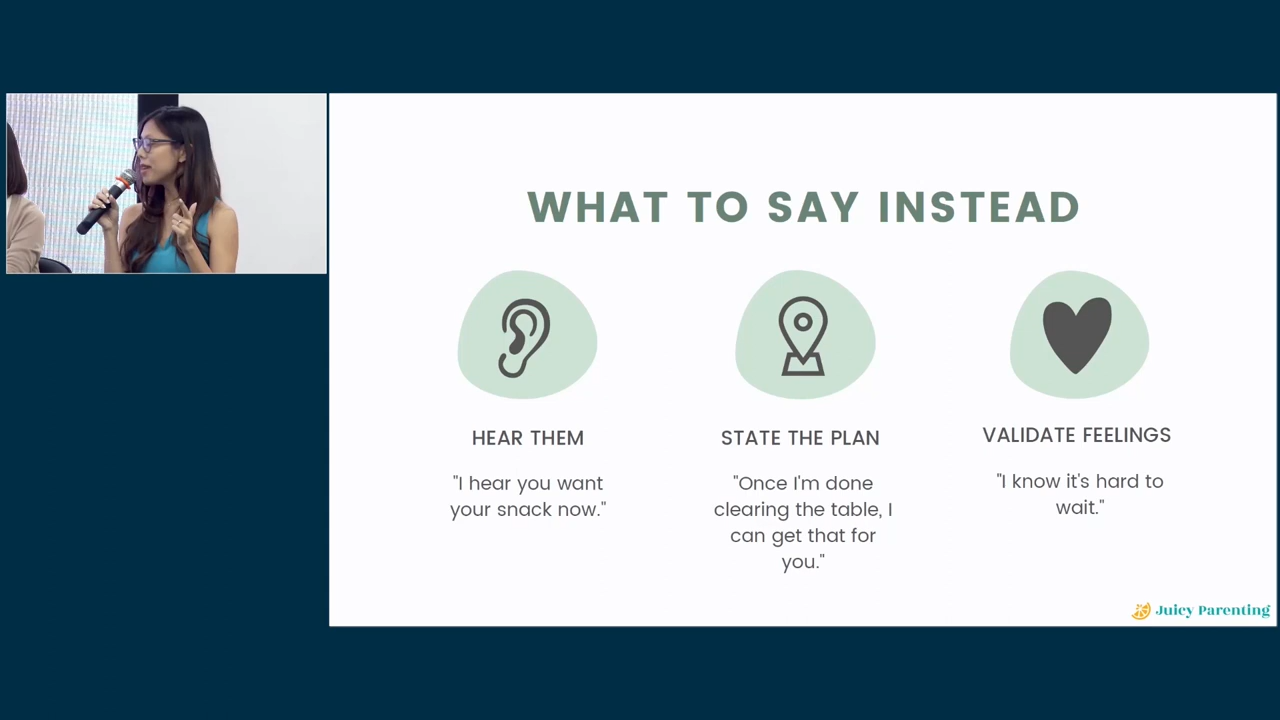 WHAT TO SAY INSTEAD
HEAR THEM
"I hear you want
your snack now."
STATE THE PLAN
"Once I'm done
clearing the table, I
can get that for
you."
VALIDATE FEELINGS
"I know it's hard to
wait."
Juicy Parenting